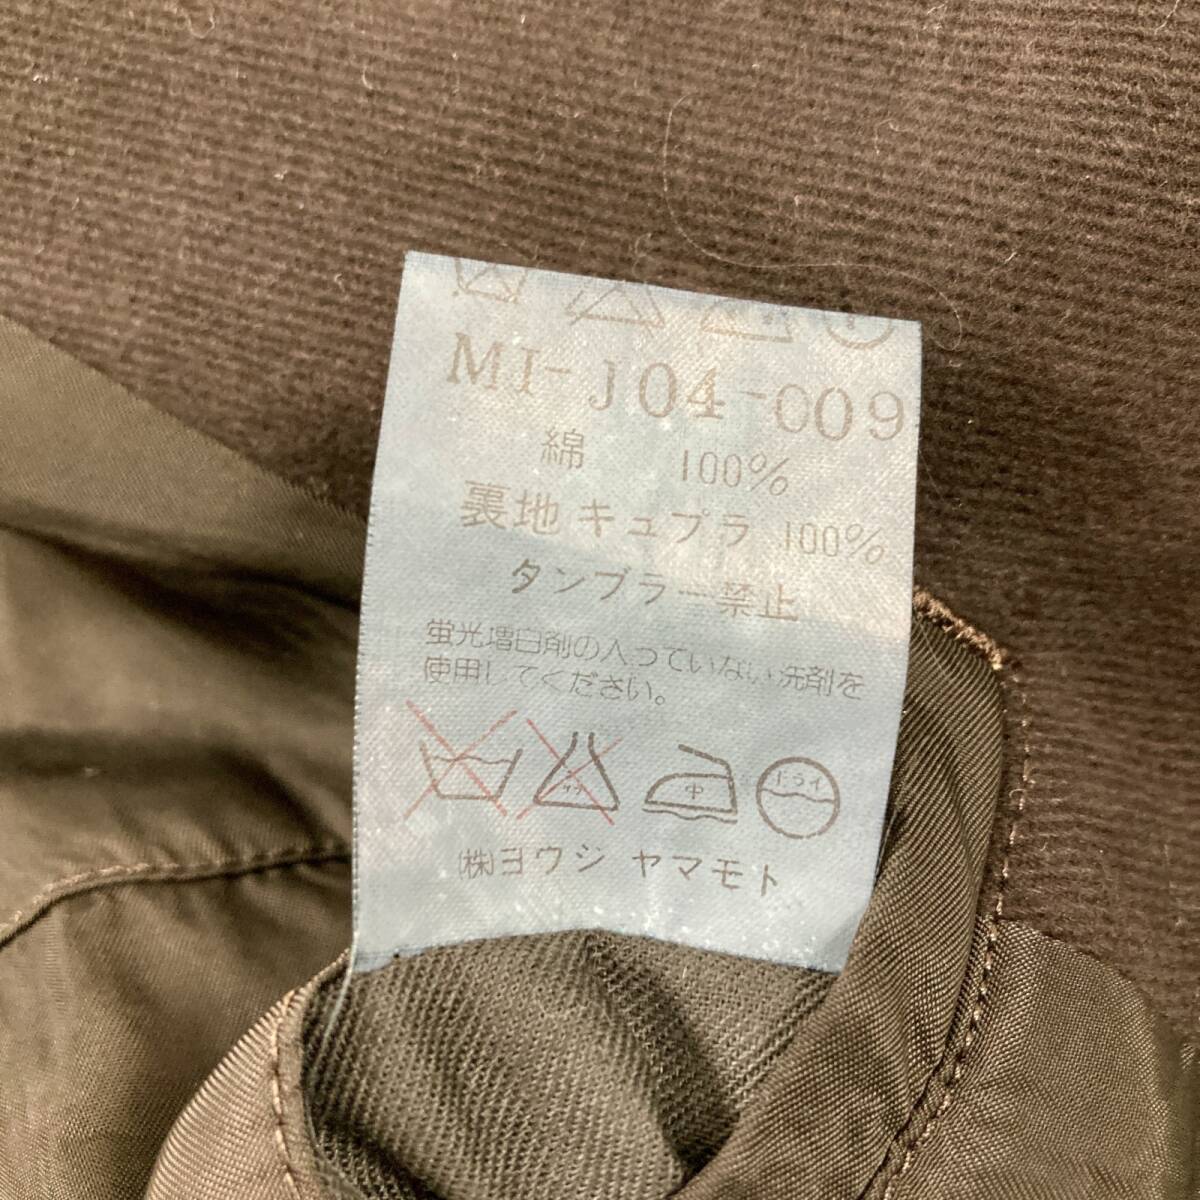 MI-J04-009
綿 100%
裏地 キュプラ 100%
タンブラー禁止
蛍光増白剤の入っていない洗剤を
使用してください。
中 ドライ
(株)ヨウジ ヤマモト